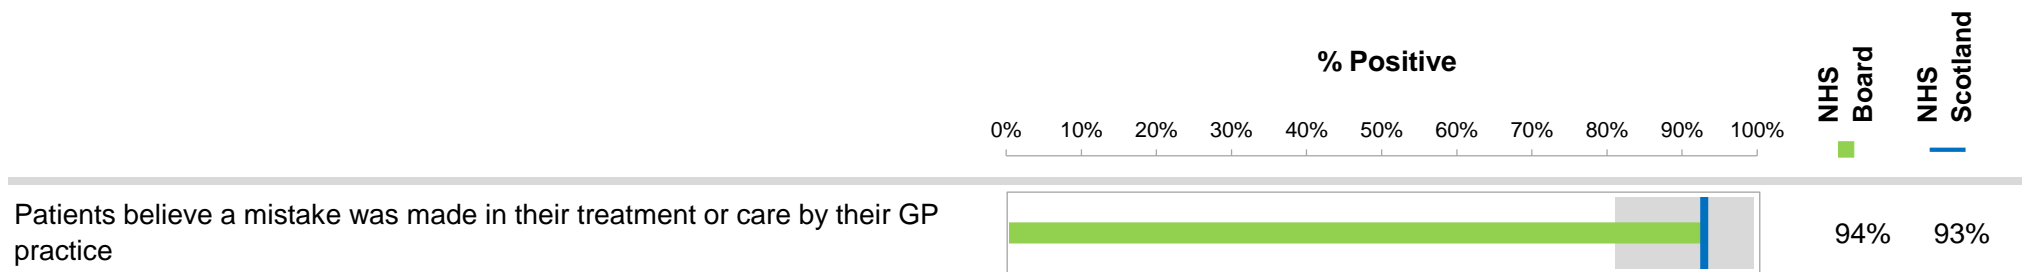 % Positive
NHS
Board
NHS
Scotland
0% 10% 20% 30% 40% 50% 60% 70% 80% 90% 100%
Patients believe a mistake was made in their treatment or care by their GP
practice
94% 93%